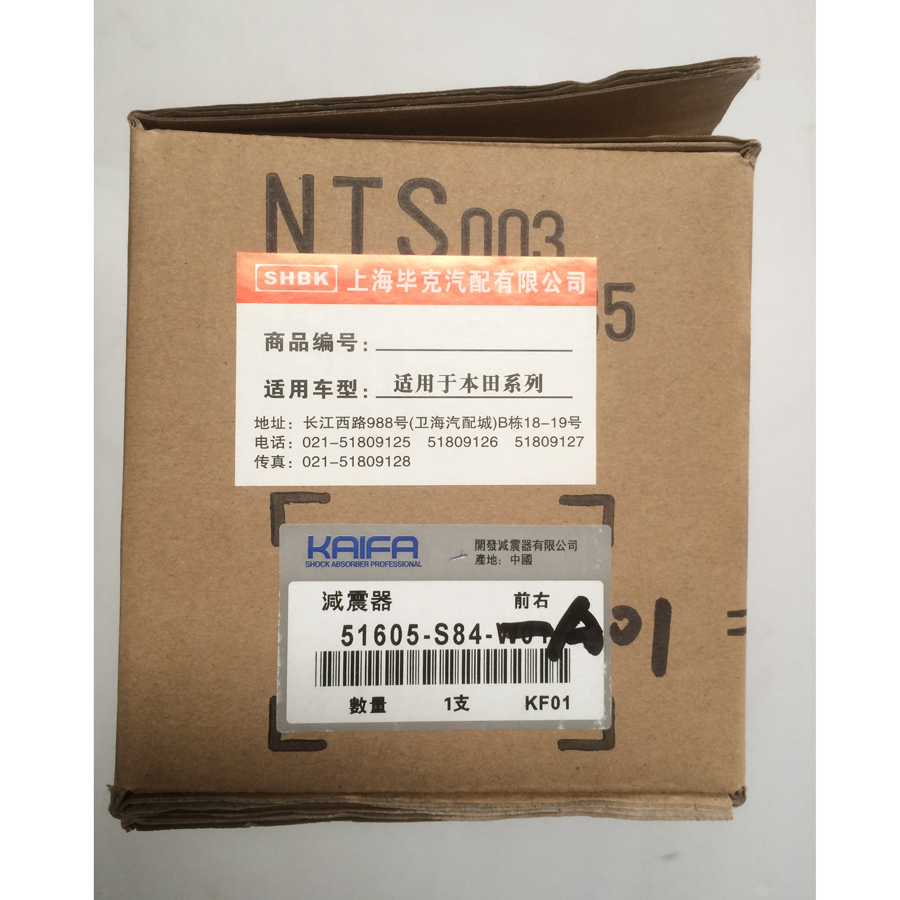 NTS003
35
SHBK 上海毕克汽配有限公司
商品编号：
适用车型： 适用于本田系列
地址： 长江西路988号(卫海汽配城)B栋18-19号
电话： 021-51809125 51809126 51809127
传真： 021-51809128
KAIFA
SHOCK ABSORBER PROFESSIONAL
開發減震器有限公司
產地: 中國
減震器 前右
51605-S84-W01
A01 =
數量 1支 KF01